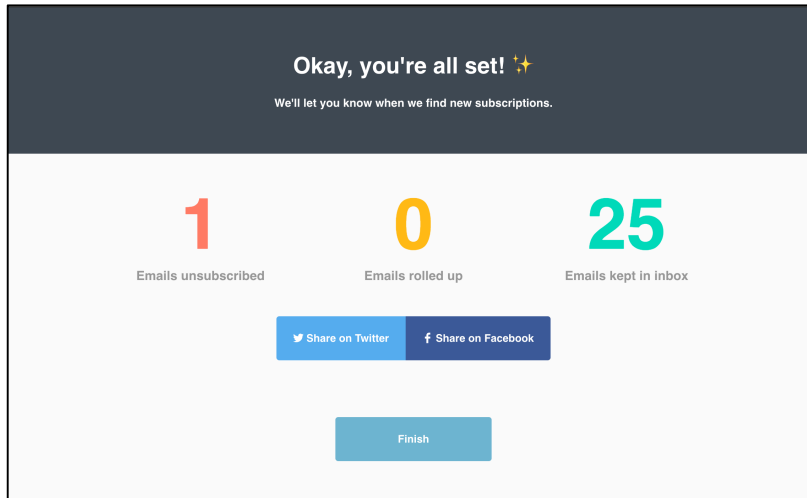 Okay, you're all set! ✨
We'll let you know when we find new subscriptions.
1
Emails unsubscribed
0
Emails rolled up
25
Emails kept in inbox
Share on Twitter
Share on Facebook
Finish